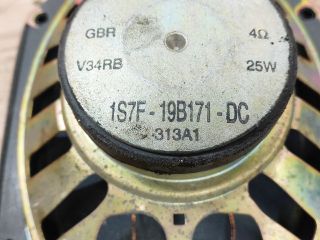 GBR 4Ω
V34RB 25W
1S7F - 19B171 - DC
313A1